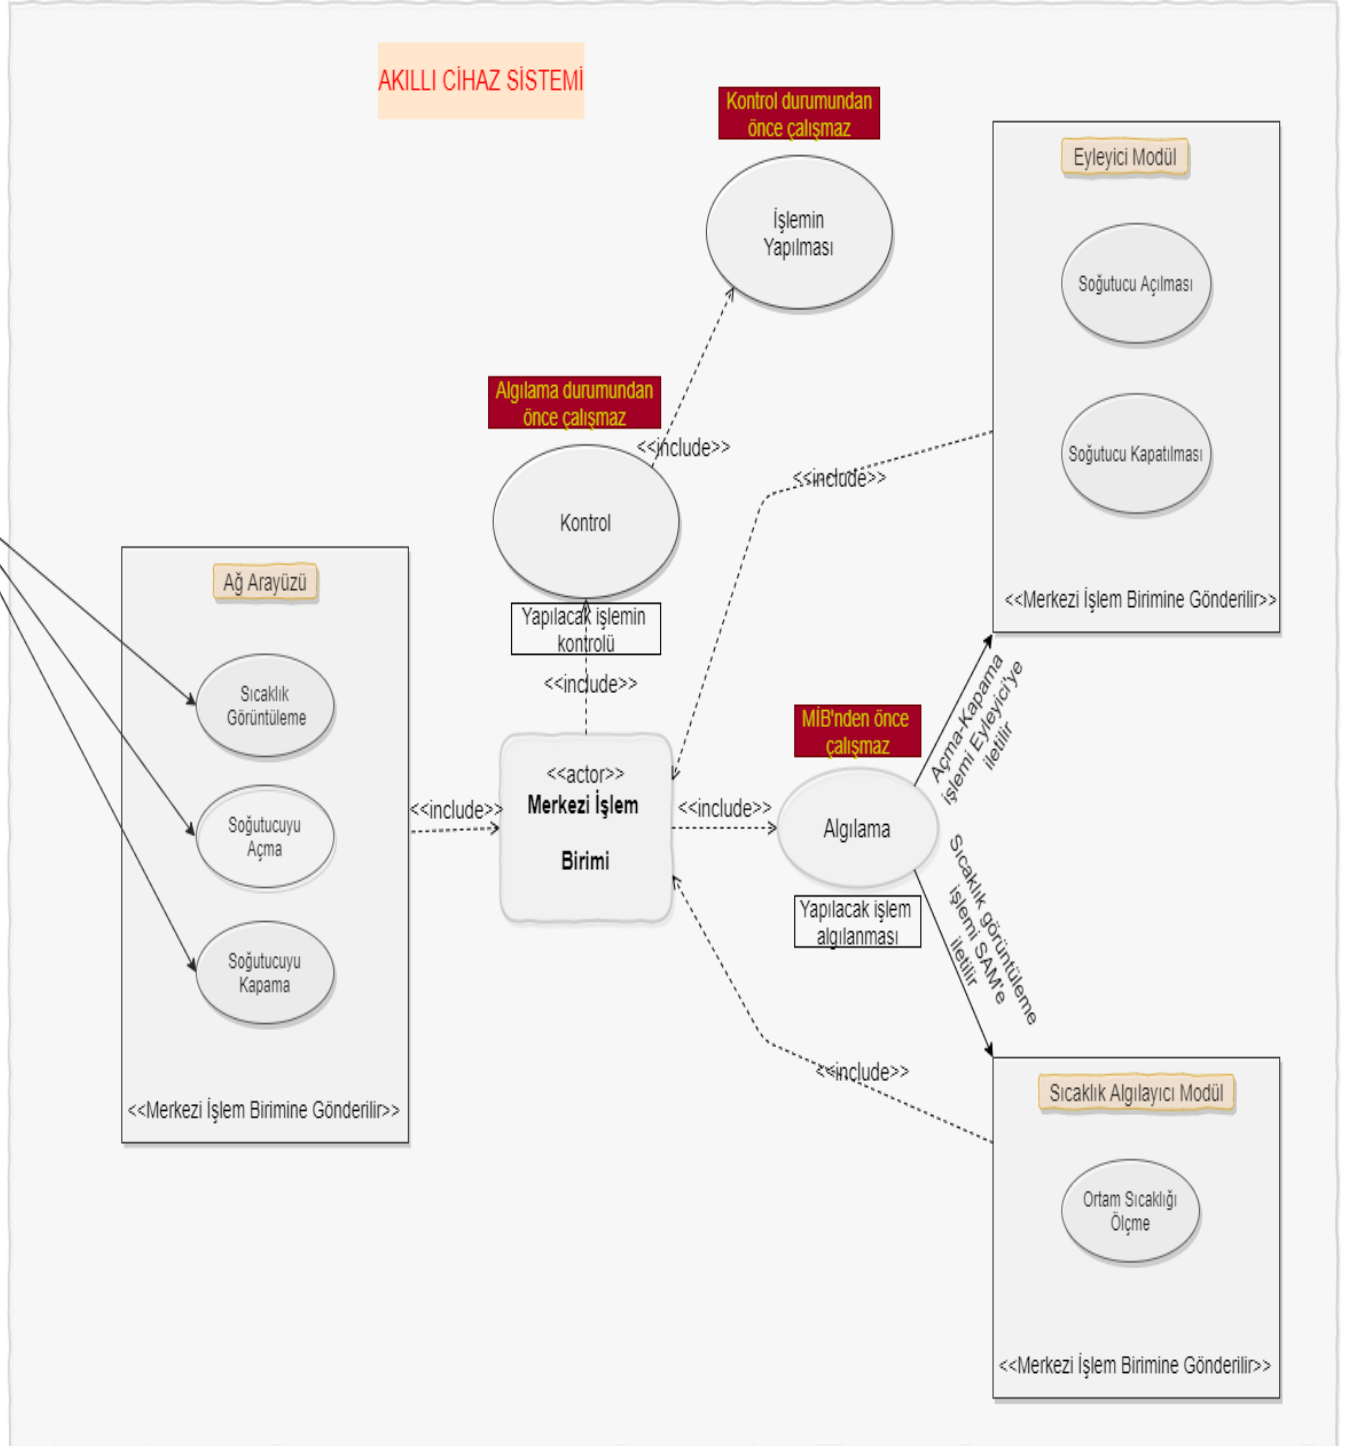 AKILLI CİHAZ SİSTEMİ
Kontrol durumundan
önce çalışmaz
İşlemin
Yapılması
Eyleyici Modül
Soğutucu Açılması
Soğutucu Kapatılması
<<Merkezi İşlem Birimine Gönderilir>>
Algılama durumundan
önce çalışmaz
<<include>>
<<include>>
Kontrol
Yapılacak işlemin
kontrolü
<<include>>
Ağ Arayüzü
Sıcaklık
Görüntüleme
Soğutucuyu
Açma
Soğutucuyu
Kapama
<<Merkezi İşlem Birimine Gönderilir>>
<<include>>
<<actor>>
Merkezi İşlem
Birimi
<<include>>
MİB'nden önce
çalışmaz
Algılama
Yapılacak işlem
algılanması
Açma-Kapama
işlemi Eyleyici'ye
iletilir
Sıcaklık görüntüleme
işlemi SAM'e
iletilir
<<include>>
Sıcaklık Algılayıcı Modül
Ortam Sıcaklığı
Ölçme
<<Merkezi İşlem Birimine Gönderilir>>